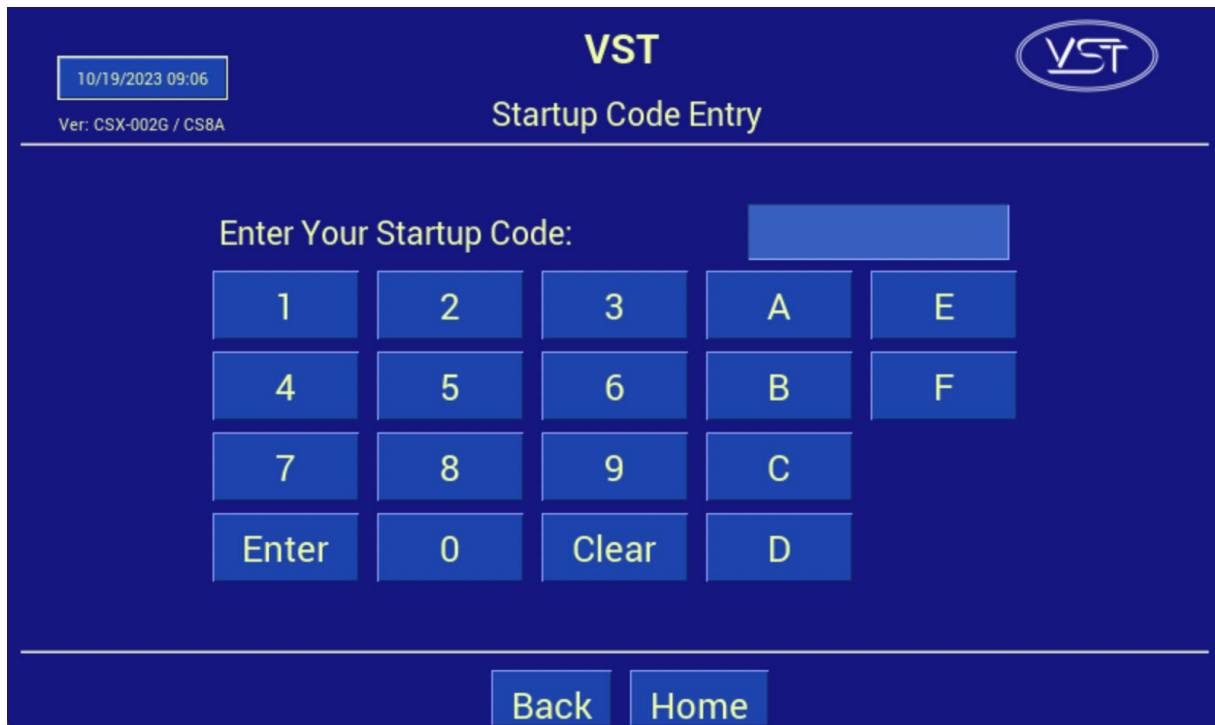 VST
VST
10/19/2023 09:06
Startup Code Entry
Ver: CSX-002G / CS8A
Enter Your Startup Code:
1 2 3 A E
4 5 6 B F
7 8 9 C
Enter 0 Clear D
Back Home